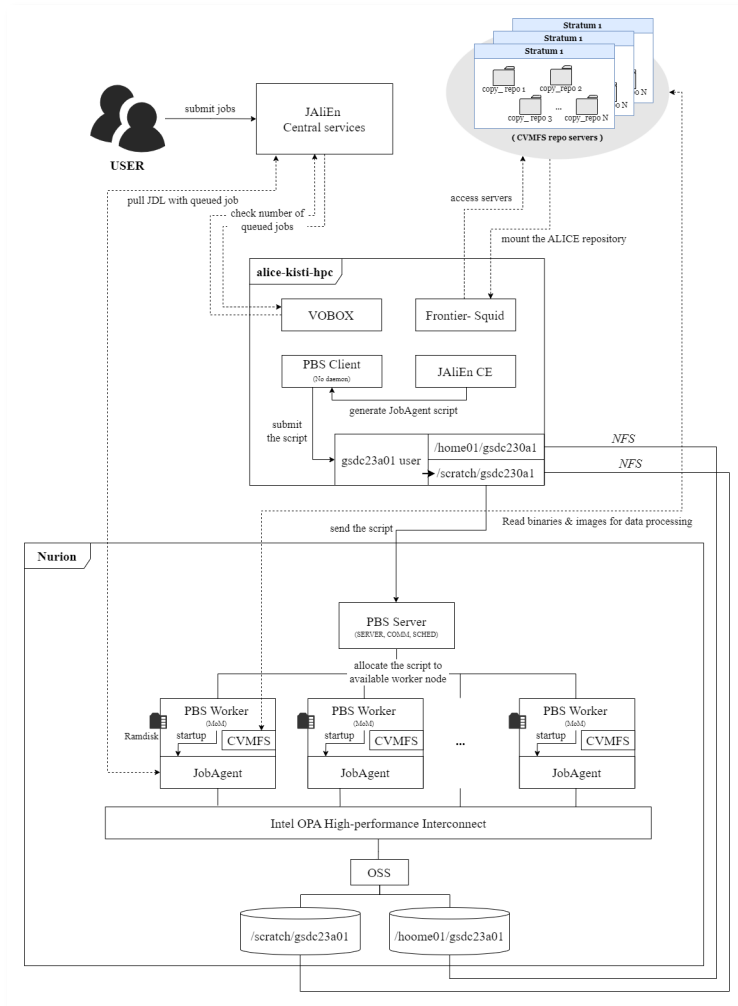 Stratum 1
Stratum 1
Stratum 1
copy_ repo 1
copy_repo 2
copy_ repo 3
...
copy_repo N
o N
o N
( CVMFS repo servers )
submit jobs
JAliEn
Central services
USER
pull JDL with queued job
check number of
queued jobs
access servers
mount the ALICE repository
alice-kisti-hpc
VOBOX
Frontier- Squid
PBS Client
(No daemon)
JAliEn CE
generate JobAgent script
submit
the script
gsdc23a01 user
/home01/gsdc230a1
/scratch/gsdc230a1
NFS
NFS
send the script
Read binaries & images for data processing
Nurion
PBS Server
(SERVER, COMM, SCHED)
allocate the script to
available worker node
PBS Worker
(MoM)
Ramdisk
startup
CVMFS
JobAgent
PBS Worker
(MoM)
startup
CVMFS
JobAgent
...
PBS Worker
(MoM)
startup
CVMFS
JobAgent
Intel OPA High-performance Interconnect
OSS
/scratch/gsdc23a01
/hoome01/gsdc23a01